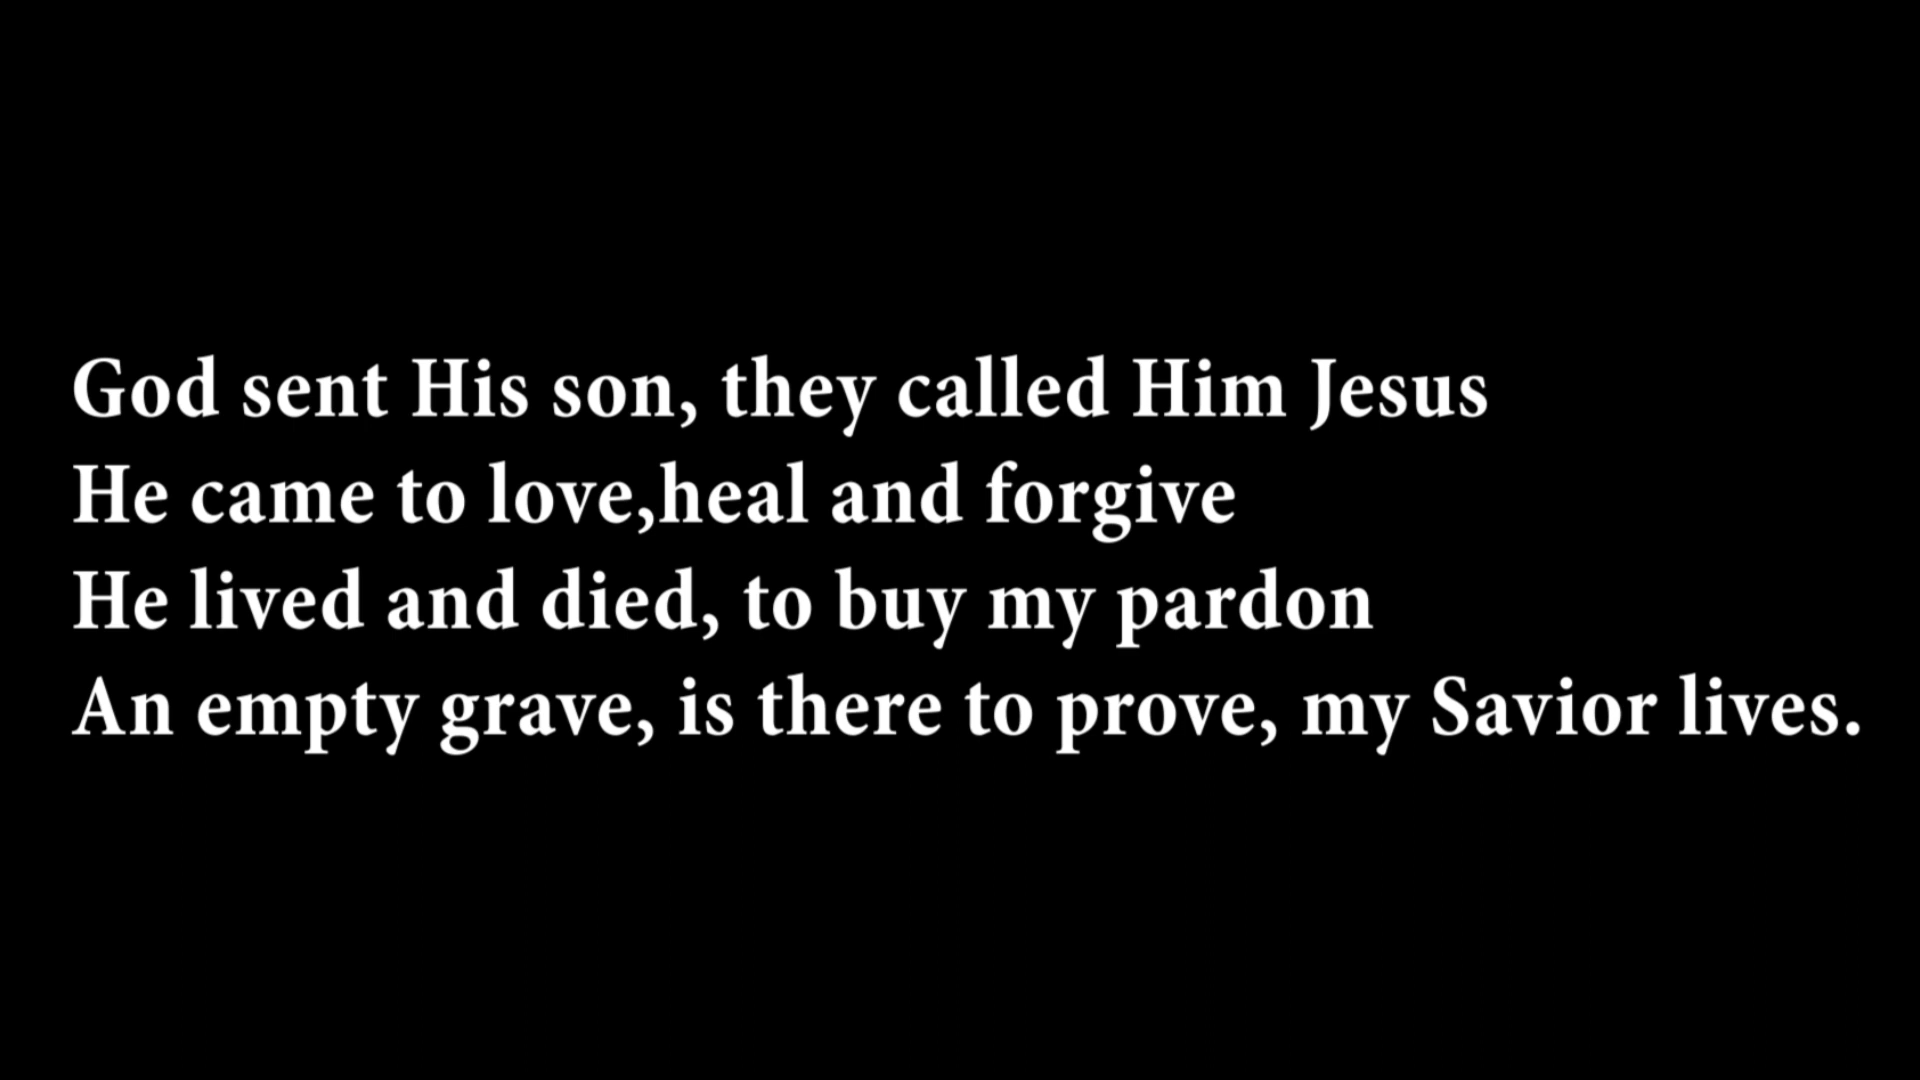 God sent His son, they called Him Jesus
He came to love,heal and forgive
He lived and died, to buy my pardon
An empty grave, is there to prove, my Savior lives.